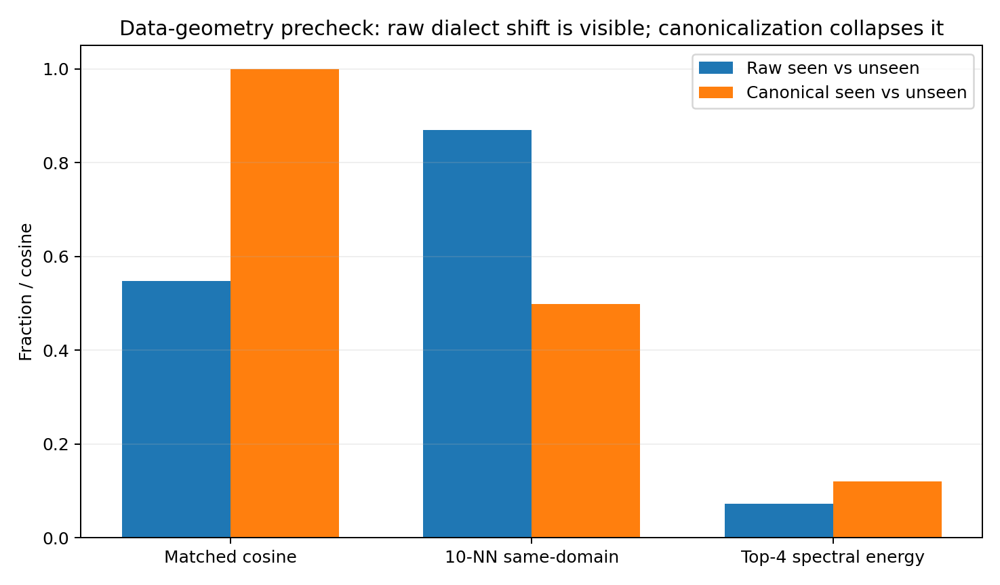 Data-geometry precheck: raw dialect shift is visible; canonicalization collapses it
Raw seen vs unseen
Canonical seen vs unseen
Fraction / cosine
1.0
0.8
0.6
0.4
0.2
0.0
Matched cosine
10-NN same-domain
Top-4 spectral energy